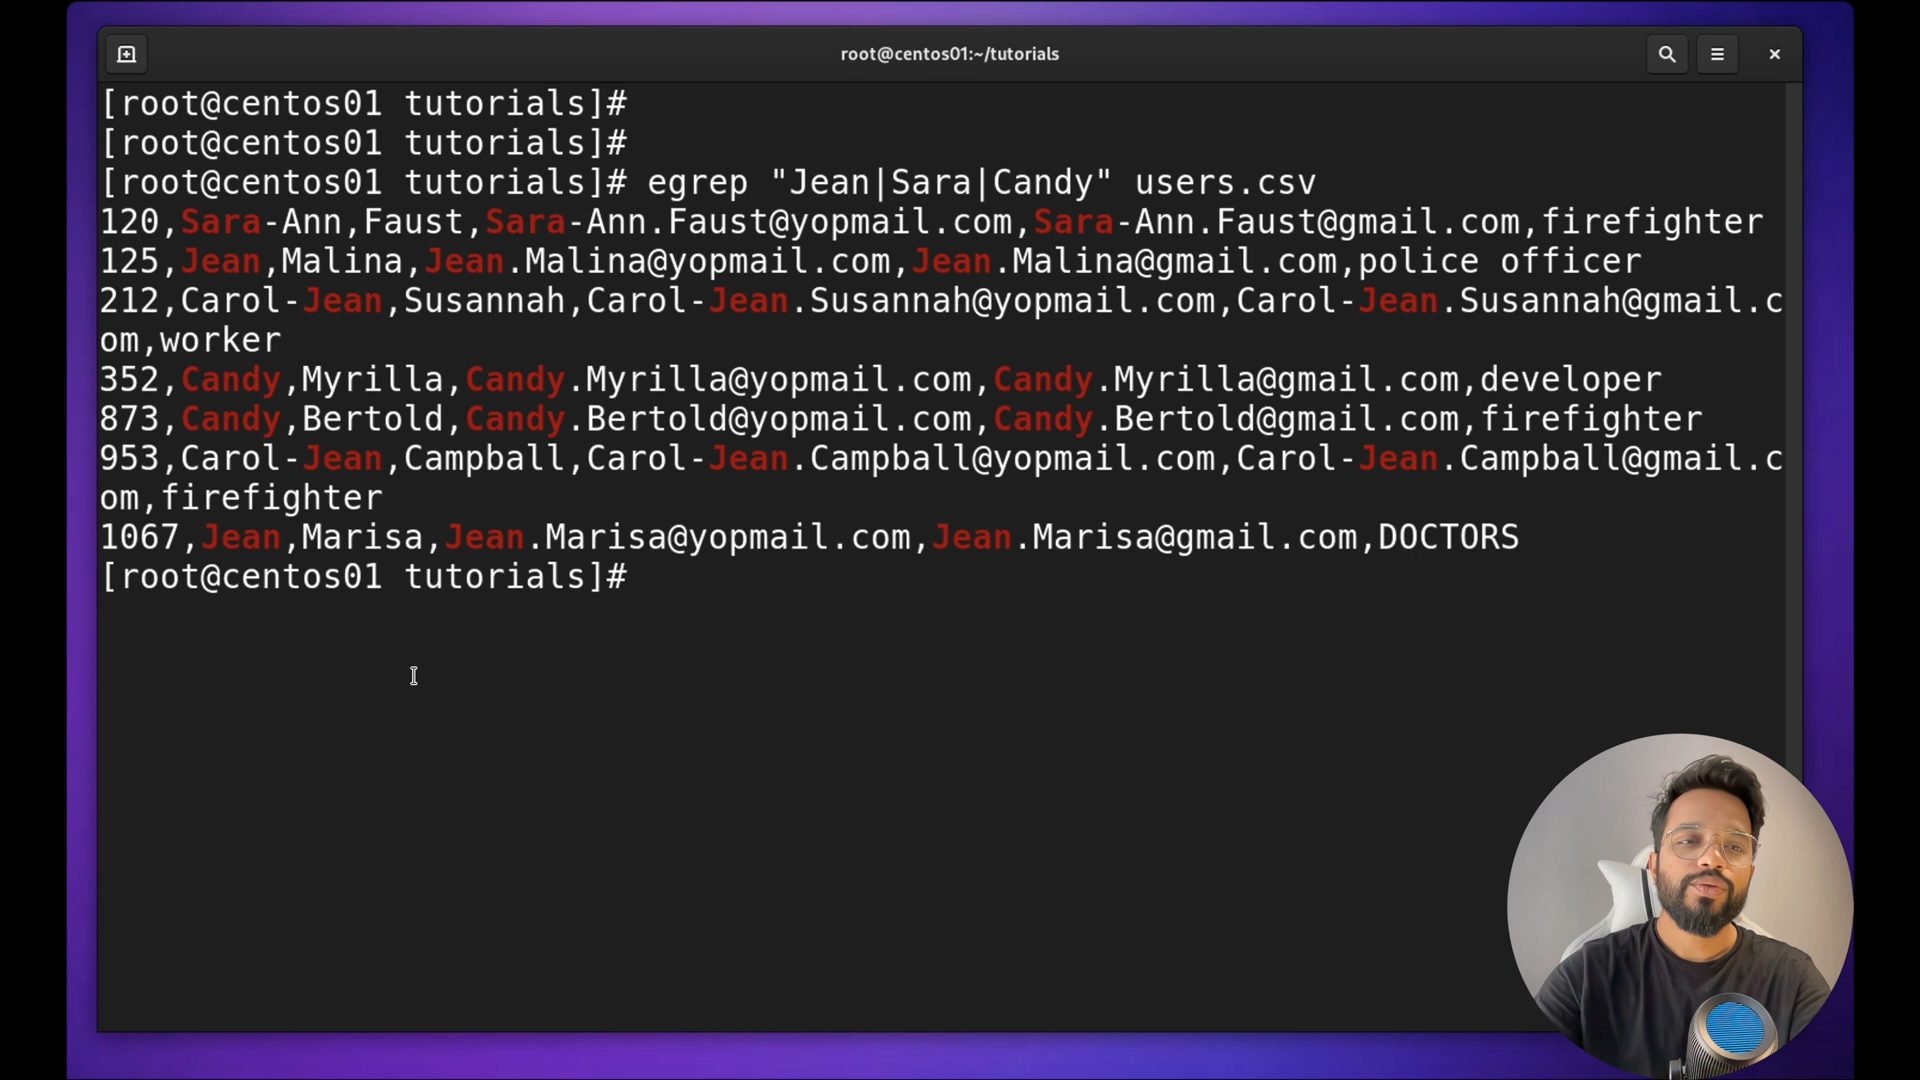 root@centos01:~/tutorials
[root@centos01 tutorials]#
[root@centos01 tutorials]#
[root@centos01 tutorials]# egrep "Jean|Sara|Candy" users.csv
120,Sara-Ann,Faust,Sara-Ann.Faust@yopmail.com,Sara-Ann.Faust@gmail.com,firefighter
125,Jean,Malina,Jean.Malina@yopmail.com,Jean.Malina@gmail.com,police officer
212,Carol-Jean,Susannah,Carol-Jean.Susannah@yopmail.com,Carol-Jean.Susannah@gmail.c
om,worker
352,Candy,Myrilla,Candy.Myrilla@yopmail.com,Candy.Myrilla@gmail.com,developer
873,Candy,Bertold,Candy.Bertold@yopmail.com,Candy.Bertold@gmail.com,firefighter
953,Carol-Jean,Campball,Carol-Jean.Campball@yopmail.com,Carol-Jean.Campball@gmail.c
om,firefighter
1067,Jean,Marisa,Jean.Marisa@yopmail.com,Jean.Marisa@gmail.com,DOCTORS
[root@centos01 tutorials]#